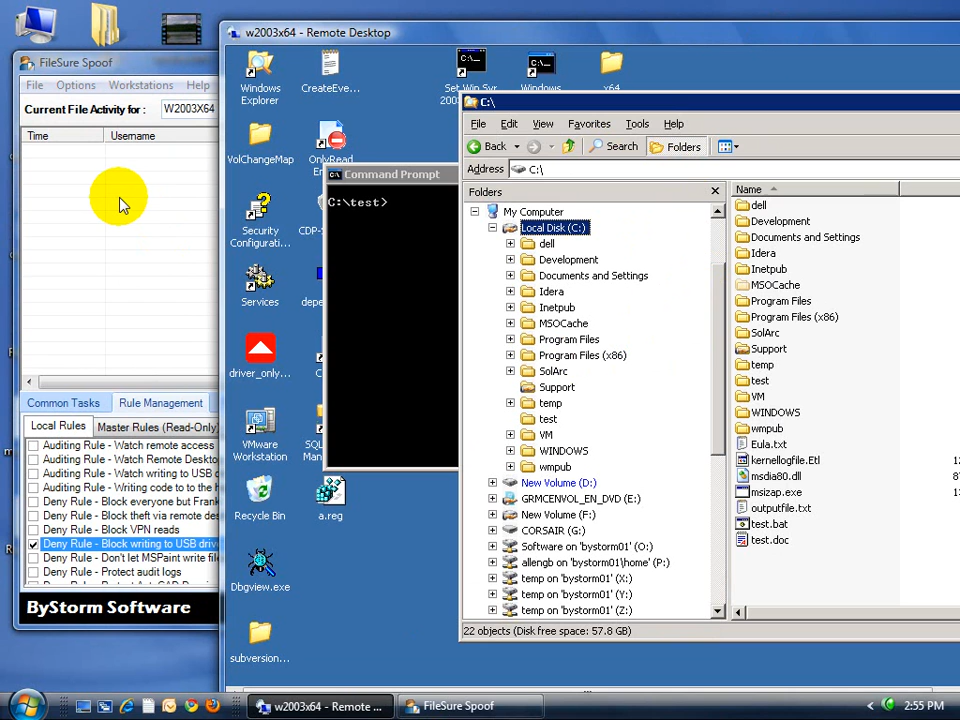 w2003x64 - Remote Desktop
FileSure Spoof
File Options Workstations Help
Current File Activity for : W2003X64
Time Username
Common Tasks Rule Management
Local Rules Master Rules (Read-Only)
Auditing Rule - Watch remote access
Auditing Rule - Watch Remote Deskto
Auditing Rule - Watch writing to USB d
Auditing Rule - Writing code to to the h
Deny Rule - Block everyone but Frank
Deny Rule - Block theft via remote des
Deny Rule - Block VPN reads
Deny Rule - Block writing to USB drive
Deny Rule - Don't let MSPaint write file
Deny Rule - Protect audit logs
ByStorm Software
Windows Explorer
CreateEve...
VolChangeMap
OnlyRead
Security Configurati...
Services
driver_only...
VMware Workstation
Recycle Bin
a.reg
Dbgview.exe
subversion...
Windows
x64
Command Prompt
C:\test>
C:\
File Edit View Favorites Tools Help
Back Search Folders
Address C:\
Folders
My Computer
Local Disk (C:)
dell
Development
Documents and Settings
Idera
Inetpub
MSOCache
Program Files
Program Files (x86)
SolArc
Support
temp
test
VM
WINDOWS
wmpub
New Volume (D:)
GRMCENVOL_EN_DVD (E:)
New Volume (F:)
CORSAIR (G:)
Software on 'bystorm01' (O:)
allengb on 'bystorm01\home' (P:)
temp on 'bystorm01' (X:)
temp on 'bystorm01' (Y:)
temp on 'bystorm01' (Z:)
Name
dell
Development
Documents and Settings
Idera
Inetpub
MSOCache
Program Files
Program Files (x86)
SolArc
Support
temp
test
VM
WINDOWS
wmpub
Eula.txt
kernellogfile.Etl
msdia80.dll
msizap.exe
outputfile.txt
test.bat
test.doc
22 objects (Disk free space: 57.8 GB)
w2003x64 - Remote ...
FileSure Spoof
2:55 PM